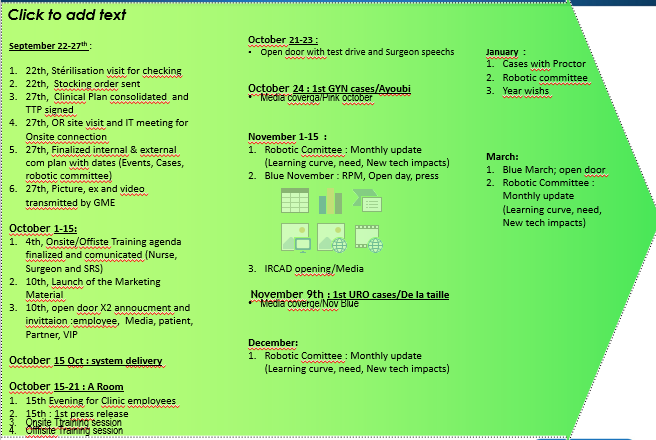 Click to add text
September 22-27th :
1. 22th, Stérilisation visit for checking
2. 22th, Stocking order sent
3. 27th, Clinical Plan consolidated and
TTP signed
4. 27th, OR site visit and IT meeting for
Onsite connection
5. 27th, Finalized internal & external
com plan with dates (Events, Cases,
robotic committee)
6. 27th, Picture, ex and video
transmitted by GME
October 1-15:
1. 4th, Onsite/Offiste Training agenda
finalized and comunicated (Nurse,
Surgeon and SRS)
2. 10th, Launch of the Marketing
Material
3. 10th, open door X2 annoucment and
invittaion :employee, Media, patient,
Partner, VIP
October 15 Oct : system delivery
October 15-21 : A Room
1. 15th Evening for Clinic employees
2. 15th : 1st press release
3. Onsite Training session
4. Offisite Training session
October 21-23 :
• Open door with test drive and Surgeon speechs
October 24 : 1st GYN cases/Ayoubi
• Media coverga/Pink october
November 1-15 :
1. Robotic Comittee : Monthly update
(Learning curve, need, New tech impacts)
2. Blue November : RPM, Open day, press
3. IRCAD opening/Media
November 9th : 1st URO cases/De la taille
• Media coverge/Nov Blue
December:
1. Robotic Comittee : Monthly update
(Learning curve, need, New tech impacts)
January :
1. Cases with Proctor
2. Robotic committee
3. Year wishs
March:
1. Blue March; open door
2. Robotic Committee :
Monthly update
(Learning curve, need,
New tech impacts)